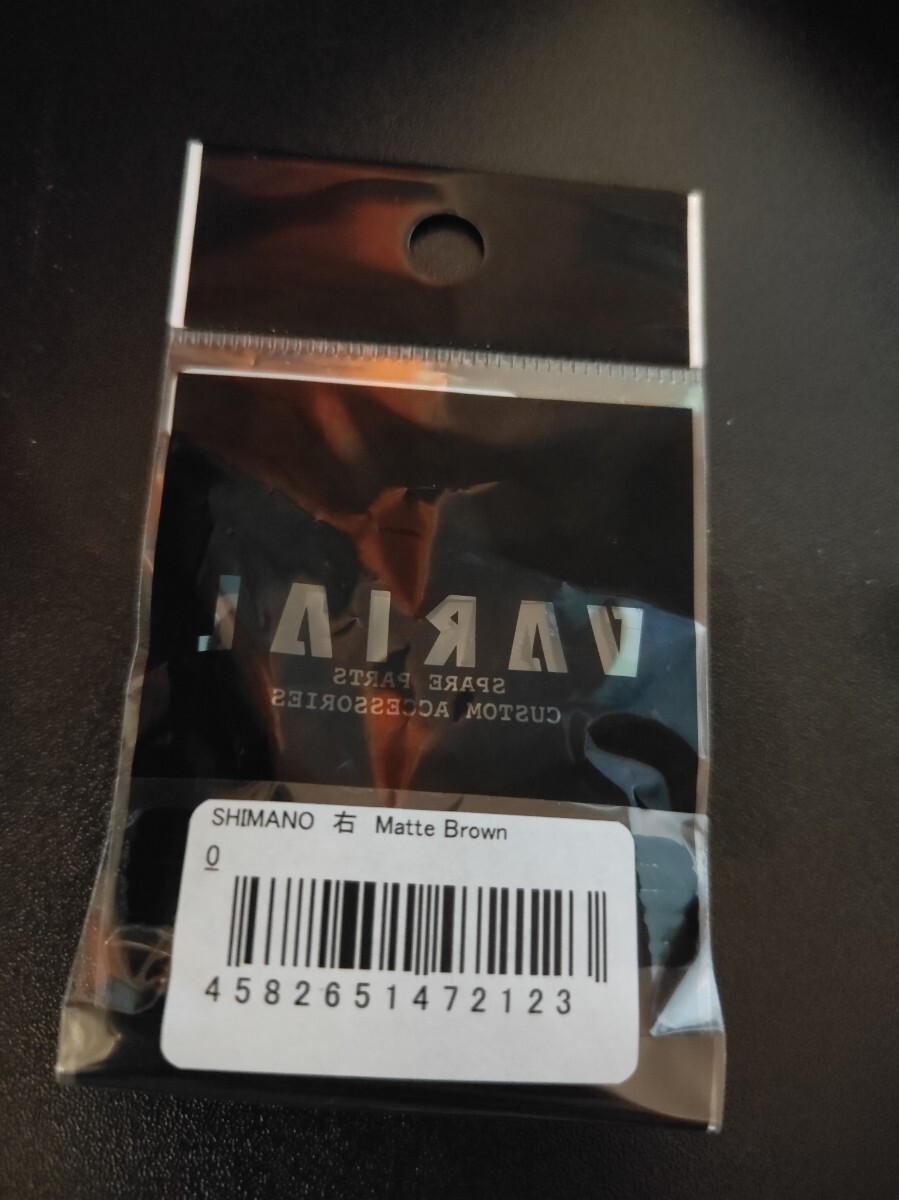 VARIAL
SPARE PARTS
CUSTOM ACCESSORIES
SHIMANO 右 Matte Brown
0
4582651472123